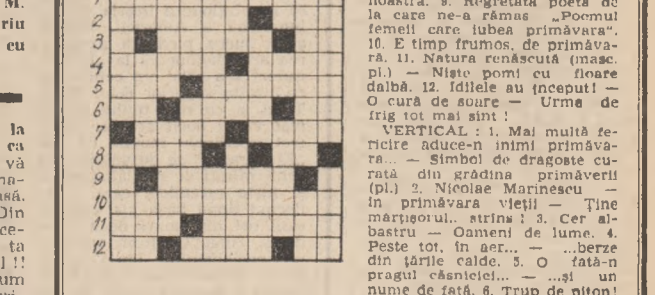 M.
riu
cu
la
ca
vă
na-
asă.
Din
ce-
ta
] !!
um
2
3
4
5
6
7
8
9
10
11
12
noastră. 9. Regretata poetă de
la care ne-a rămas „Poemul
femeii care iubea primăvara".
10. E timp frumos, de primăva-
ră. 11. Natura renăscută (masc.
pl.) — Niște pomi cu floare
dalbă. 12. Idilele au început! —
O cură de soare — Urme de
frig tot mai sînt !
VERTICAL : 1. Mai multă fe-
ricire aduce-n inimi primăva-
ra... — Simbol de dragoste cu-
rată din grădina primăverii
(pl.) 2. Nicolae Marinescu —
In primăvara vieții — Ține
mărțișorul.. strîns ! 3. Cer al-
bastru — Oameni de lume. 4.
Peste tot, în aer... — ...berze
din țările calde. 5. O fată-n
pragul căsniciei... — ...și un
nume de fată. 6. Trup de piton!